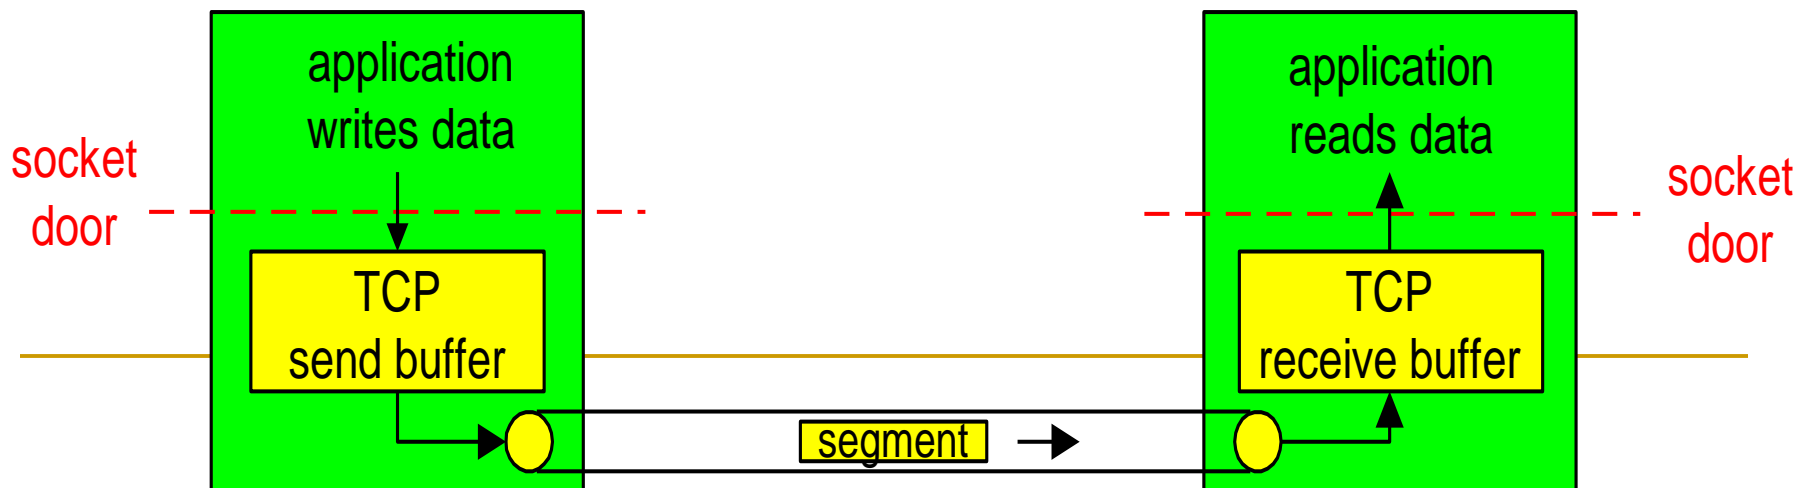 application
writes data
socket
door
TCP
send buffer
segment
application
reads data
socket
door
TCP
receive buffer